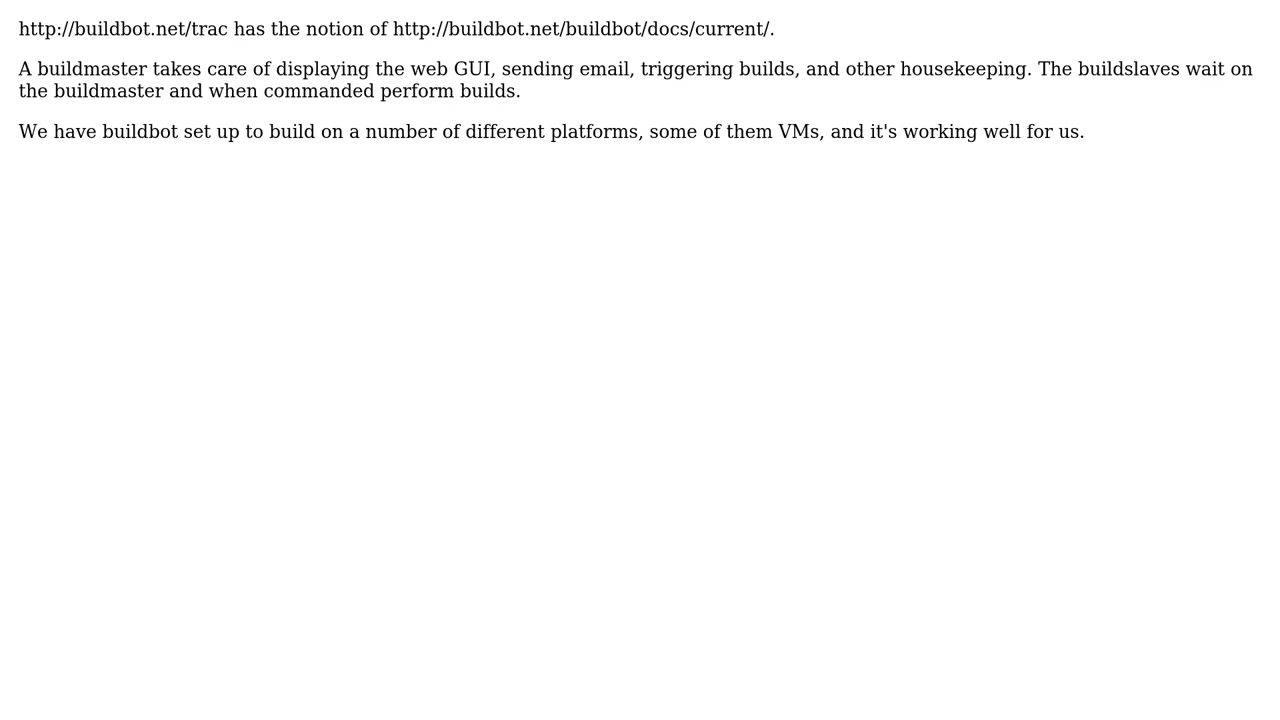 http://buildbot.net/trac has the notion of http://buildbot.net/buildbot/docs/current/.
A buildmaster takes care of displaying the web GUI, sending email, triggering builds, and other housekeeping. The buildslaves wait on
the buildmaster and when commanded perform builds.
We have buildbot set up to build on a number of different platforms, some of them VMs, and it's working well for us.